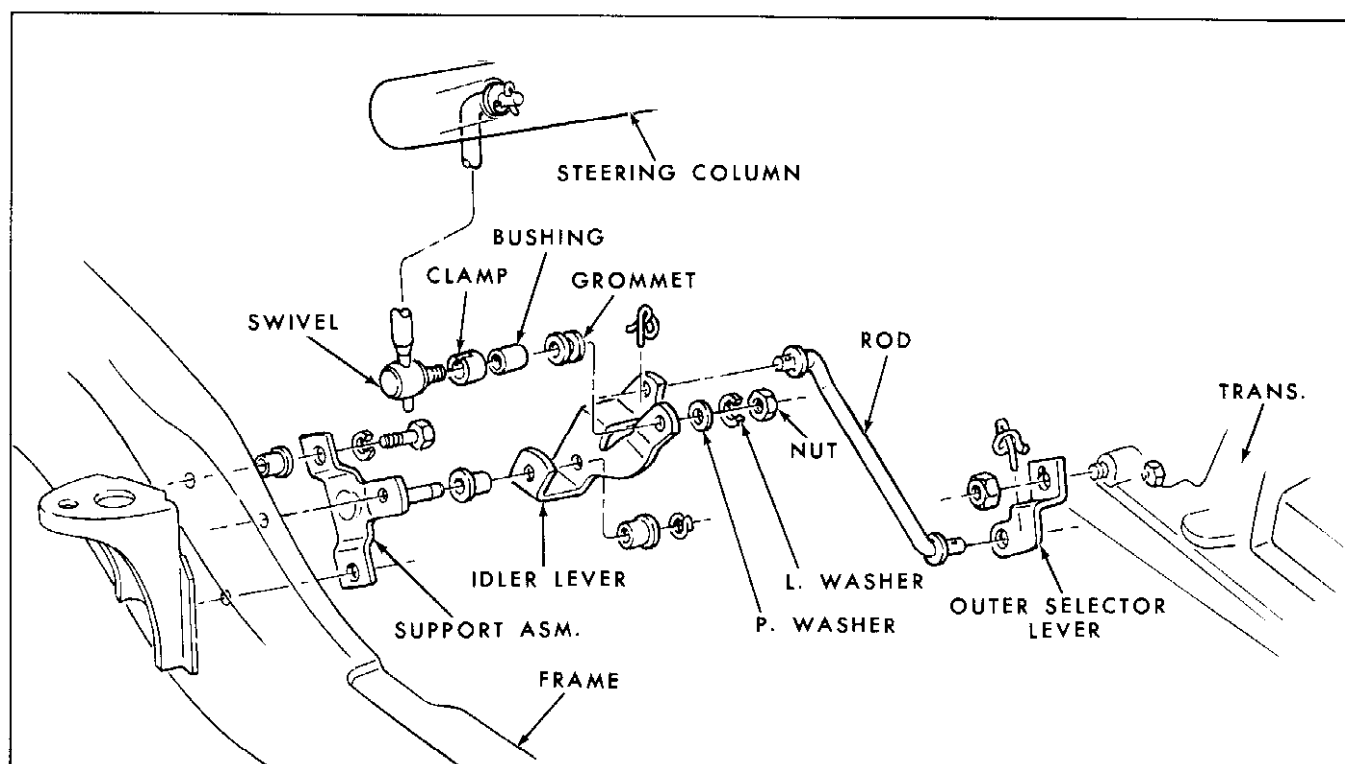 STEERING COLUMN
BUSHING
CLAMP
GROMMET
SWIVEL
ROD
TRANS.
NUT
IDLER LEVER
L. WASHER
OUTER SELECTOR
LEVER
P. WASHER
SUPPORT ASM.
FRAME